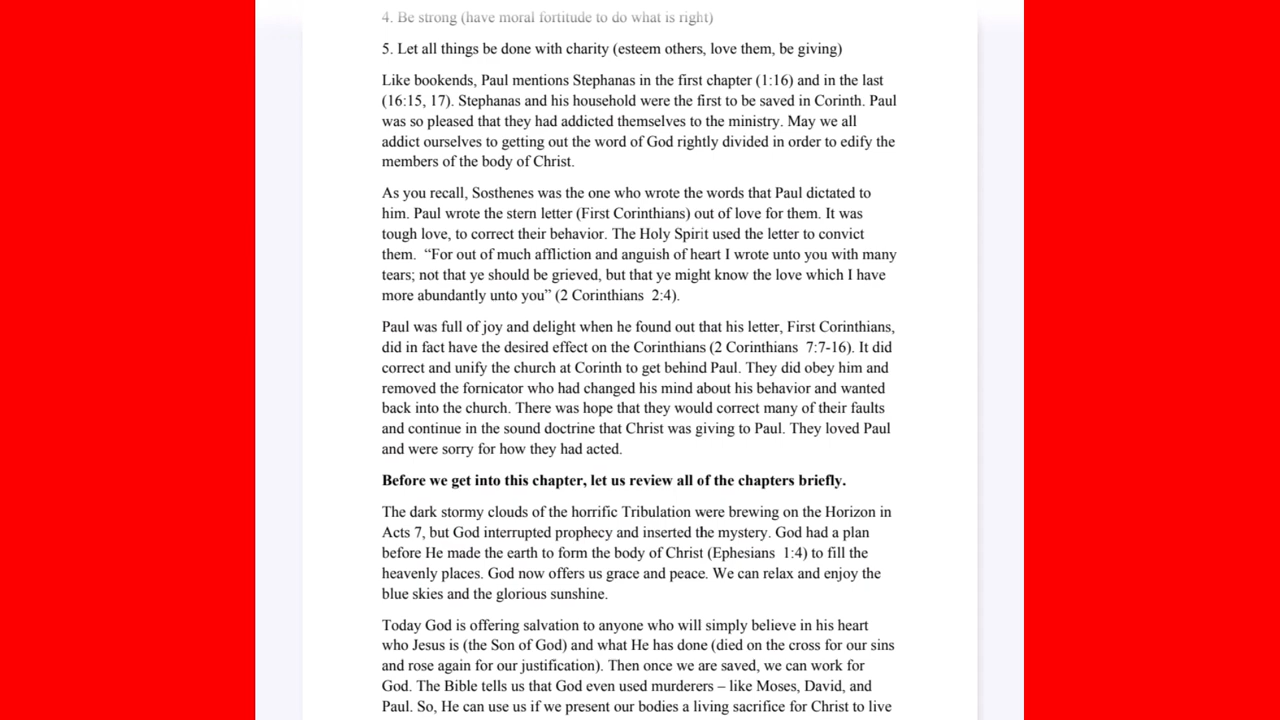 4. Be strong (have moral fortitude to do what is right)
5. Let all things be done with charity (esteem others, love them, be giving)
Like bookends, Paul mentions Stephanas in the first chapter (1:16) and in the last
(16:15, 17). Stephanas and his household were the first to be saved in Corinth. Paul
was so pleased that they had addicted themselves to the ministry. May we all
addict ourselves to getting out the word of God rightly divided in order to edify the
members of the body of Christ.
As you recall, Sosthenes was the one who wrote the words that Paul dictated to
him. Paul wrote the stern letter (First Corinthians) out of love for them. It was
tough love, to correct their behavior. The Holy Spirit used the letter to convict
them.  “For out of much affliction and anguish of heart I wrote unto you with many
tears; not that ye should be grieved, but that ye might know the love which I have
more abundantly unto you” (2 Corinthians  2:4).
Paul was full of joy and delight when he found out that his letter, First Corinthians,
did in fact have the desired effect on the Corinthians (2 Corinthians  7:7-16). It did
correct and unify the church at Corinth to get behind Paul. They did obey him and
removed the fornicator who had changed his mind about his behavior and wanted
back into the church. There was hope that they would correct many of their faults
and continue in the sound doctrine that Christ was giving to Paul. They loved Paul
and were sorry for how they had acted.
Before we get into this chapter, let us review all of the chapters briefly.
The dark stormy clouds of the horrific Tribulation were brewing on the Horizon in
Acts 7, but God interrupted prophecy and inserted the mystery. God had a plan
before He made the earth to form the body of Christ (Ephesians  1:4) to fill the
heavenly places. God now offers us grace and peace. We can relax and enjoy the
blue skies and the glorious sunshine.
Today God is offering salvation to anyone who will simply believe in his heart
who Jesus is (the Son of God) and what He has done (died on the cross for our sins
and rose again for our justification). Then once we are saved, we can work for
God. The Bible tells us that God even used murderers – like Moses, David, and
Paul. So, He can use us if we present our bodies a living sacrifice for Christ to live